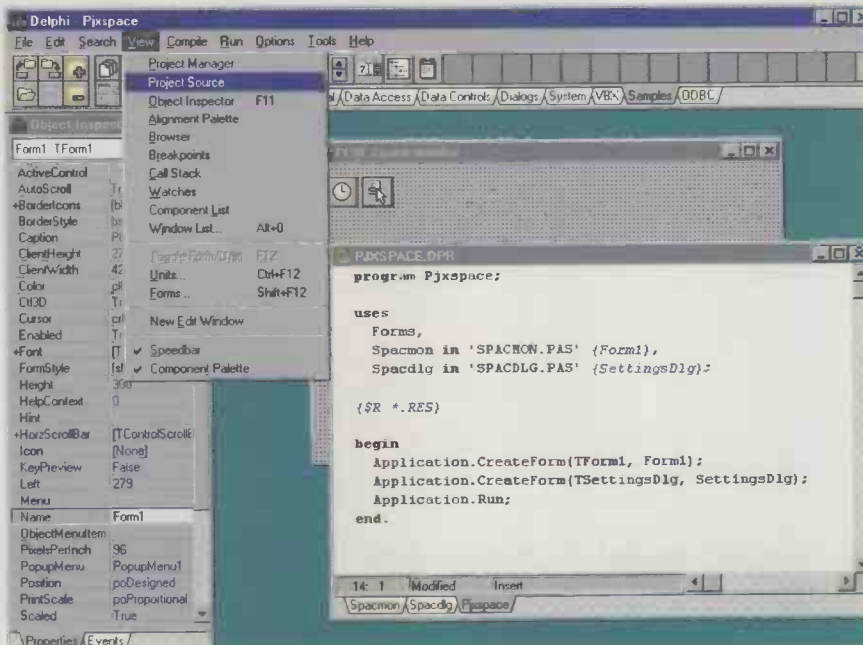 Delphi - Pjxspace
File Edit Search View Compile Run Options Tools Help
Project Manager
Project Source
Object Inspector F11
Alignment Palette
Browser
Breakpoints
Call Stack
Watches
Component List
Window List... Alt+0
Units... Ctrl+F12
Forms... Shift+F12
New Edit Window
Speedbar
Component Palette
Data Access Data Controls Dialogs System VBX Samples ODBC
Object Inspector
Form1 TForm1
ActiveControl
AutoScroll
+BorderIcons
BorderStyle
Caption
ClientHeight
ClientWidth
Color
Ctl3D
Cursor
Enabled
+Font
FormStyle
Height 300
HelpContext 0
Hint
+HorzScrollBar [TControlScrollB
Icon [None]
KeyPreview False
Left 279
Menu
Name Form1
ObjectMenuItem
PixelsPerInch 96
PopupMenu PopupMenu1
Position poDesigned
PrintScale poProportional
Scaled True
Properties Events
PJXSPACE.DPR
program Pjxspace;
uses
Forms,
Spacmon in 'SPACMON.PAS' {Form1},
Spacdlg in 'SPACDLG.PAS' {SettingsDlg};
{$R *.RES}
begin
Application.CreateForm(TForm1, Form1);
Application.CreateForm(TSettingsDlg, SettingsDlg);
Application.Run;
end.
14: 1 Modified Insert
Spacmon Spacdlg Pjxspace